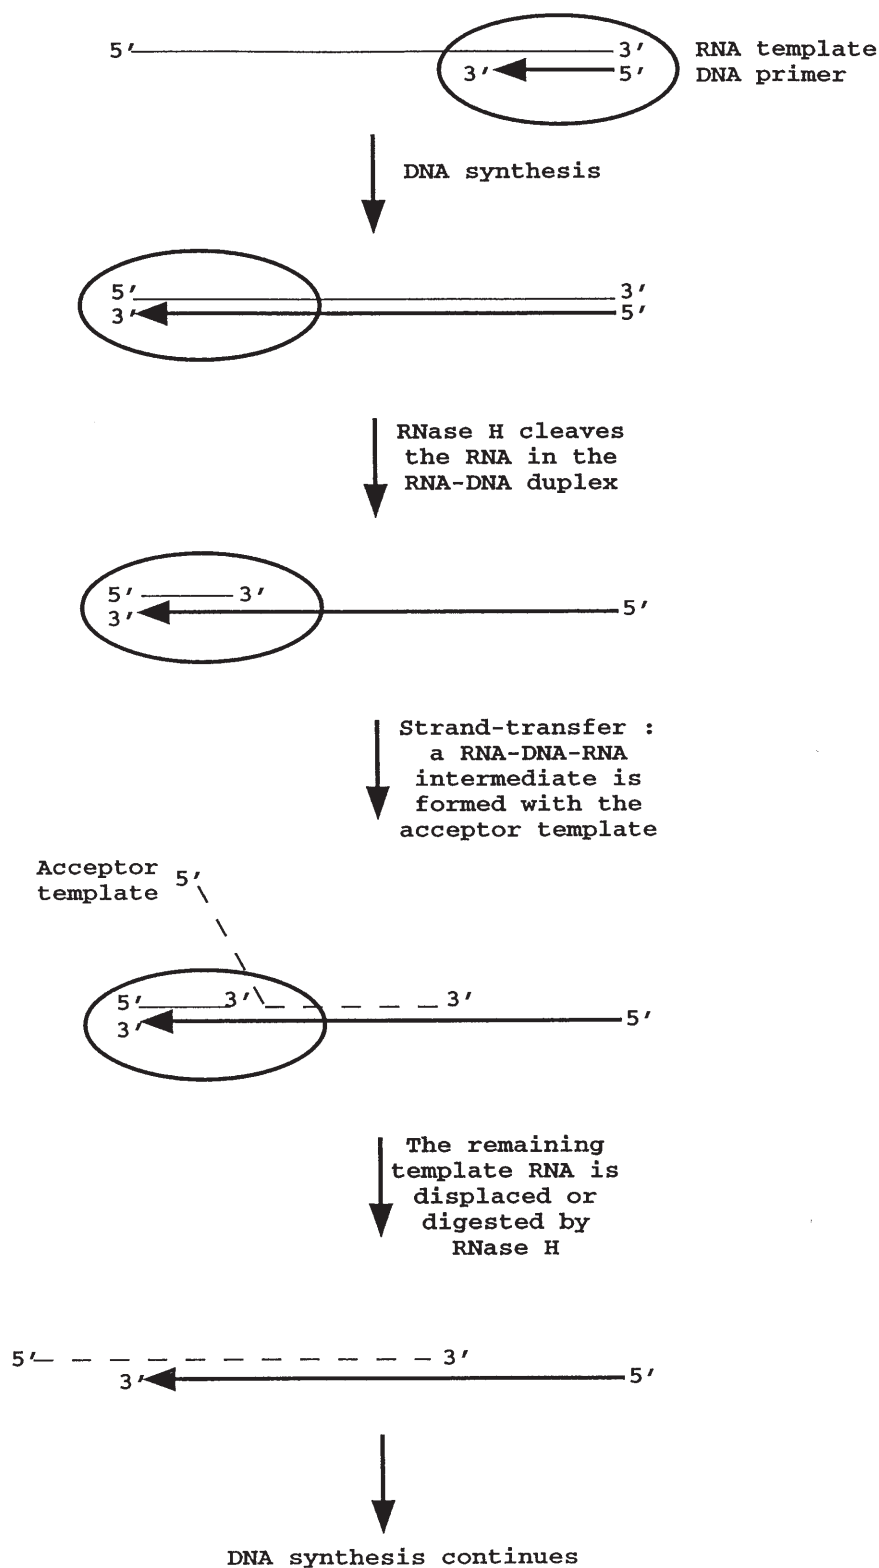 5′ 3′ RNA template
3′ 5′ DNA primer
DNA synthesis
5′ 3′
3′ 5′
RNase H cleaves
the RNA in the
RNA-DNA duplex
5′ 3′
3′ 5′
Strand-transfer :
a RNA-DNA-RNA
intermediate is
formed with the
acceptor template
Acceptor
template 5′
5′ 3′ 3′
3′ 5′
The remaining
template RNA is
displaced or
digested by
RNase H
5′ 3′
3′ 5′
DNA synthesis continues